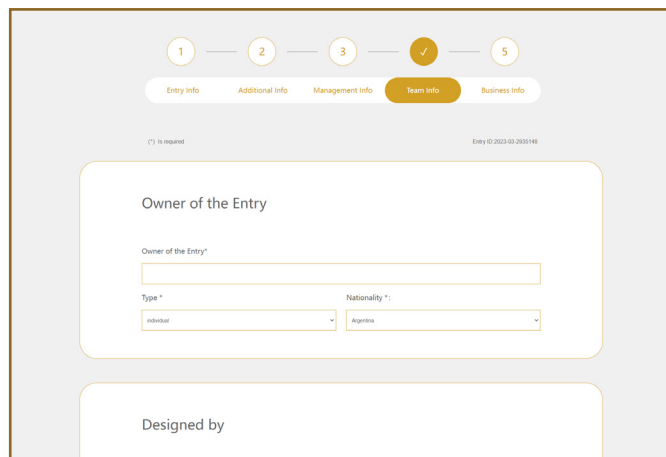 1 2 3 ✓ 5
Entry Info Additional Info Management Info Team Info Business Info
(*) Is required Entry ID:2023-03-2935148
Owner of the Entry
Owner of the Entry*
Type * Nationality *:
individual Argentina
Designed by